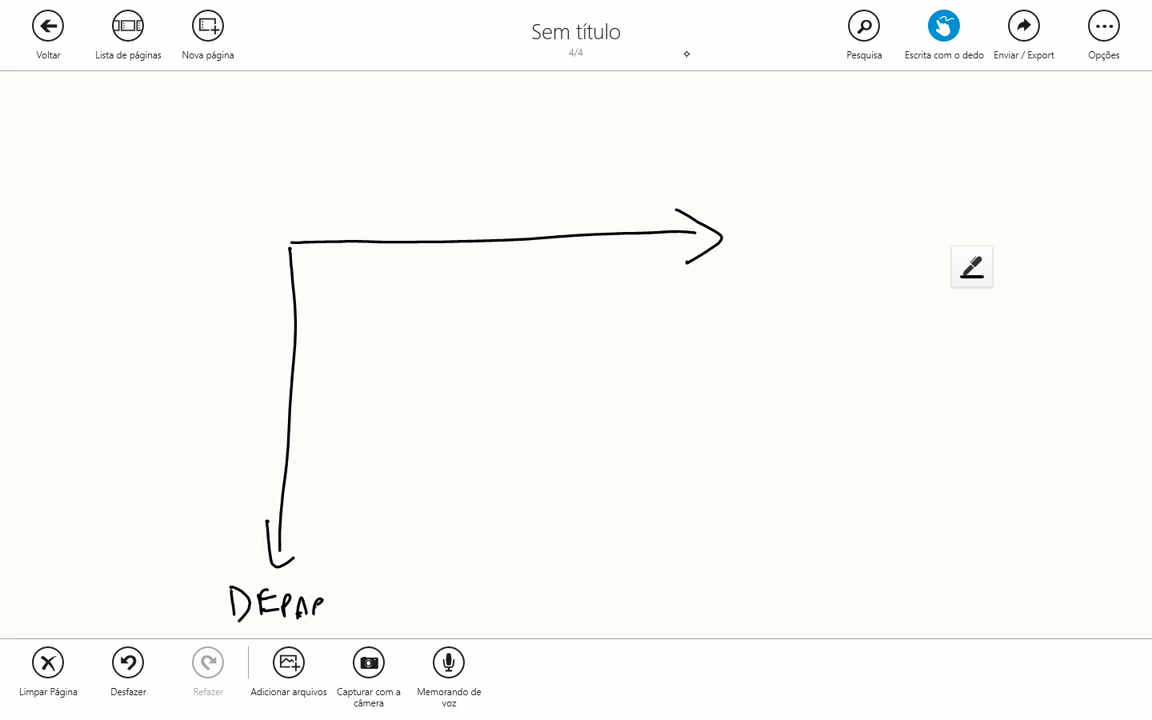 Sem título
4/4
Voltar
Lista de páginas
Nova página
Pesquisa
Escrita com o dedo
Enviar / Export
Opções
DEPAP
Limpar Página
Desfazer
Refazer
Adicionar arquivos
Capturar com a
câmera
Memorando de
voz